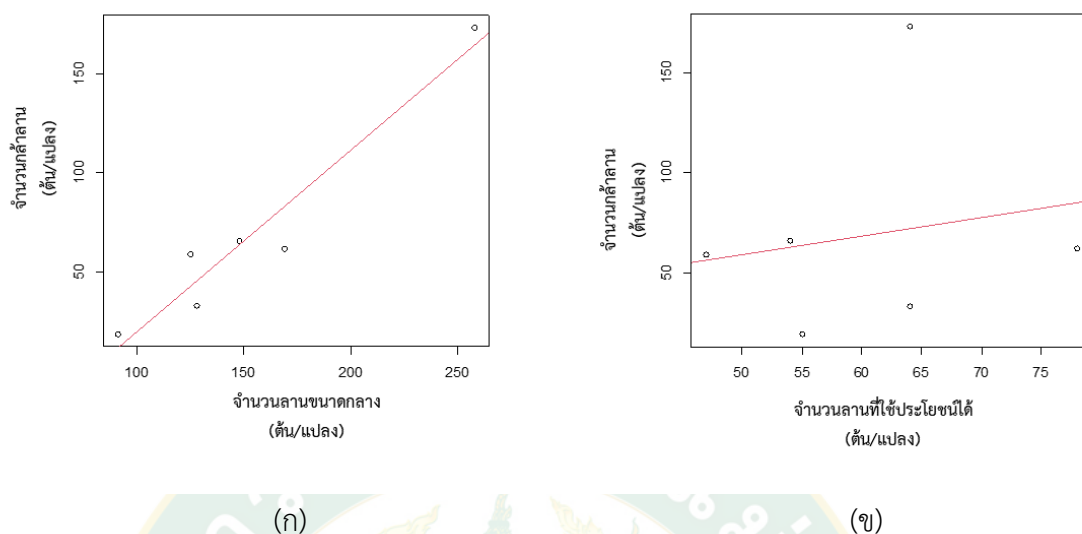 จำนวนกล้าลาน
(ต้น/แปลง)
150
100
50
100
150
200
250
จำนวนลานขนาดกลาง
(ต้น/แปลง)
(ก)
จำนวนกล้าลาน
(ต้น/แปลง)
150
100
50
50
55
60
65
70
75
จำนวนลานที่ใช้ประโยชน์ได้
(ต้น/แปลง)
(ข)